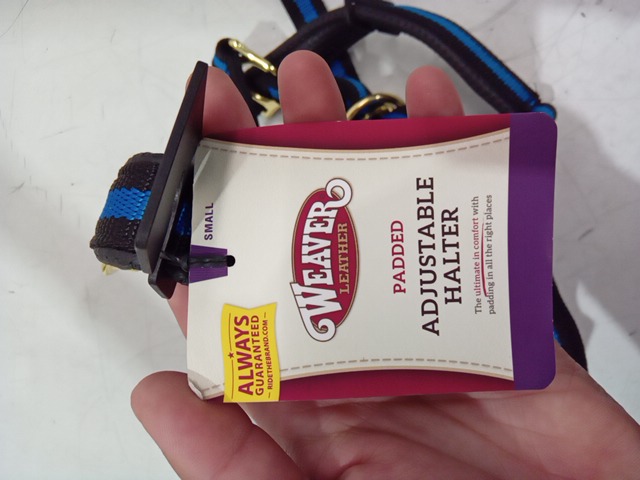 SMALL
WEAVER
LEATHER
PADDED
ADJUSTABLE
HALTER
The ultimate in comfort with
padding in all the right places
ALWAYS
GUARANTEED
RIDETHEBRAND.COM